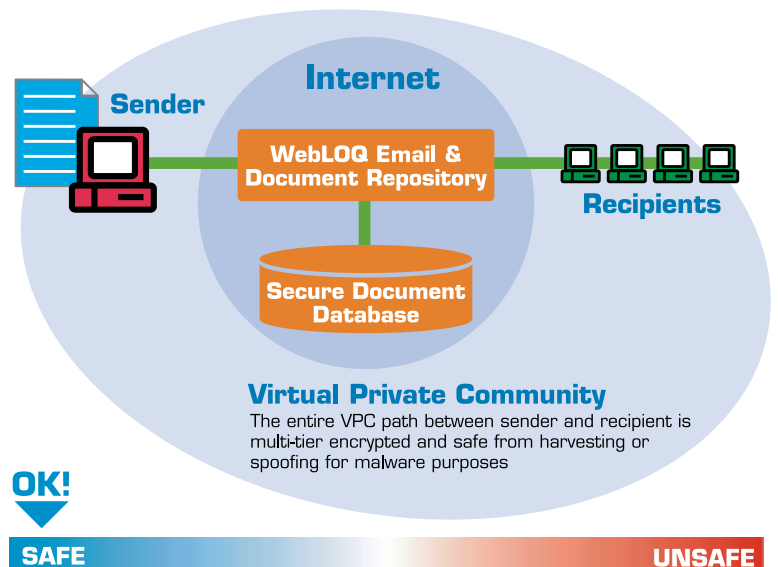 Internet
Sender
WebLOQ Email &
Document Repository
Recipients
Secure Document
Database
Virtual Private Community
The entire VPC path between sender and recipient is
multi-tier encrypted and safe from harvesting or
spoofing for malware purposes
OK!
SAFE
UNSAFE